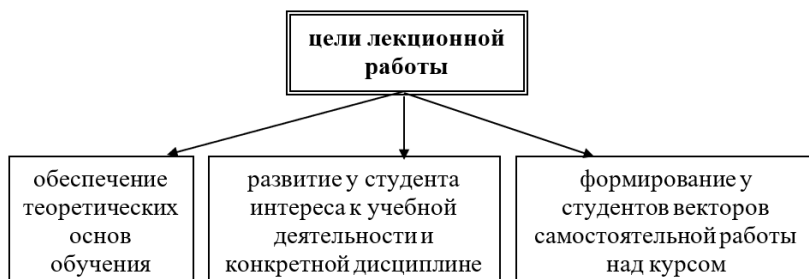 цели лекционной
работы
обеспечение
теоретических
основ
обучения
развитие у студента
интереса к учебной
деятельности и
конкретной дисциплине
формирование у
студентов векторов
самостоятельной работы
над курсом